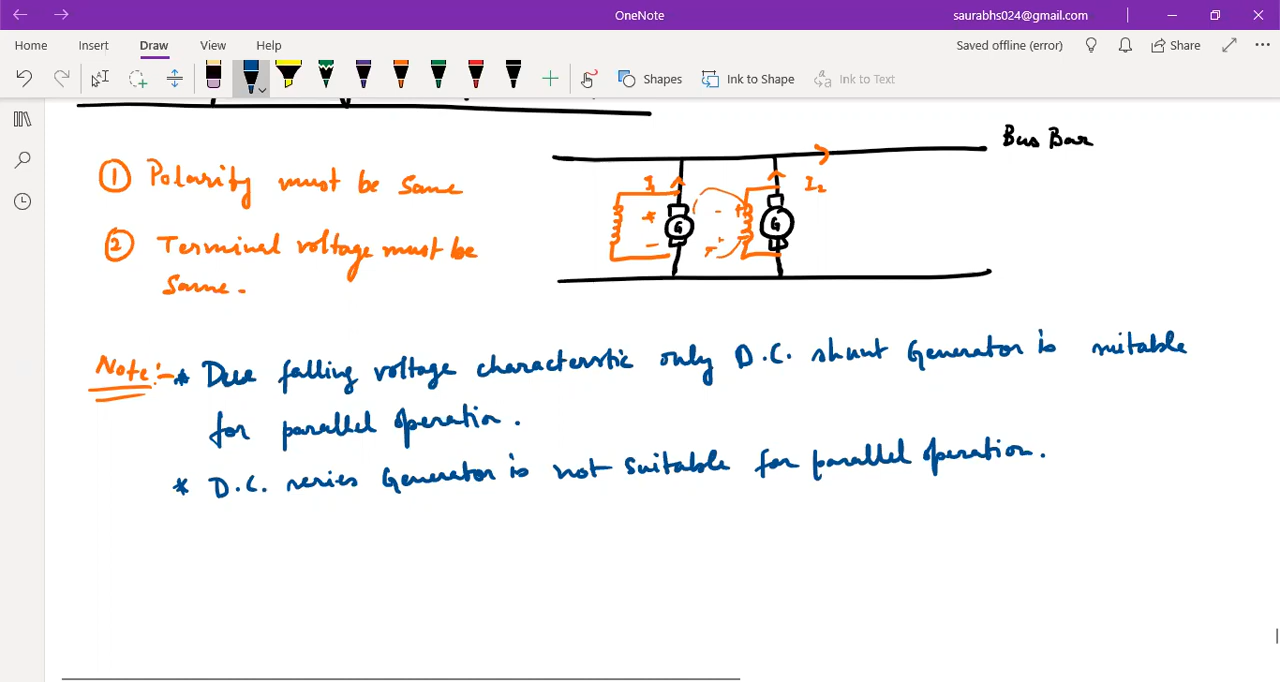 OneNote
saurabhs024@gmail.com
Home Insert Draw View Help
Saved offline (error)
Share
Shapes
Ink to Shape
Ink to Text
Bus Bar
① Polarity must be same
② Terminal voltage must be
same.
I1
I2
G
G
+
-
-
+
Note:- * Due falling voltage characterstic only D.C. shunt Generator is suitable
for parallel operation.
* D.C. series Generator is not suitable for parallel operation.